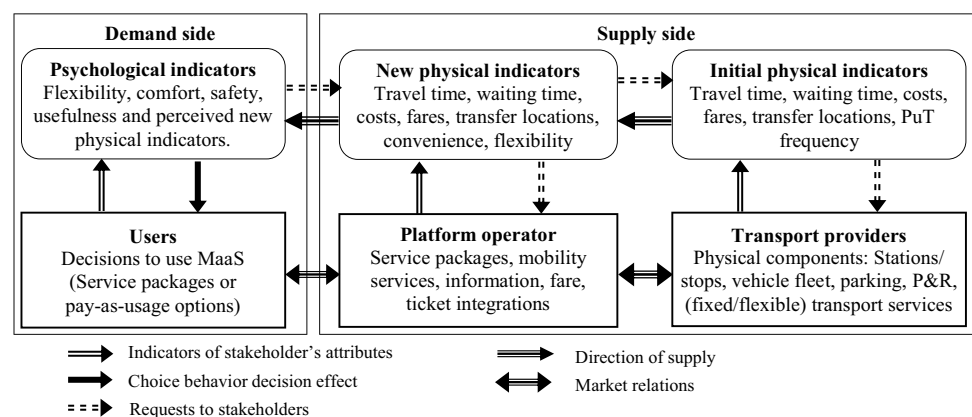 Demand side
Psychological indicators
Flexibility, comfort, safety,
usefulness and perceived new
physical indicators.
Users
Decisions to use MaaS
(Service packages or
pay-as-usage options)
Supply side
New physical indicators
Travel time, waiting time,
costs, fares, transfer locations,
convenience, flexibility
Initial physical indicators
Travel time, waiting time, costs,
fares, transfer locations, PuT
frequency
Platform operator
Service packages, mobility
services, information, fare,
ticket integrations
Transport providers
Physical components: Stations/
stops, vehicle fleet, parking, P&R,
(fixed/flexible) transport services
Indicators of stakeholder’s attributes
Choice behavior decision effect
Requests to stakeholders
Direction of supply
Market relations